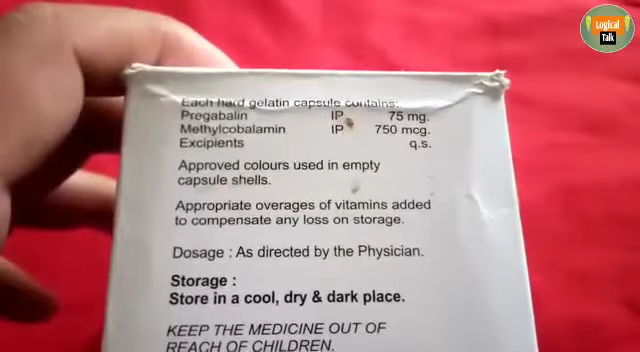 Logical
Talk
Each hard gelatin capsule contains:
Pregabalin IP 75 mg.
Methylcobalamin IP 750 mcg.
Excipients q.s.
Approved colours used in empty
capsule shells.
Appropriate overages of vitamins added
to compensate any loss on storage.
Dosage : As directed by the Physician.
Storage :
Store in a cool, dry & dark place.
KEEP THE MEDICINE OUT OF
REACH OF CHILDREN.